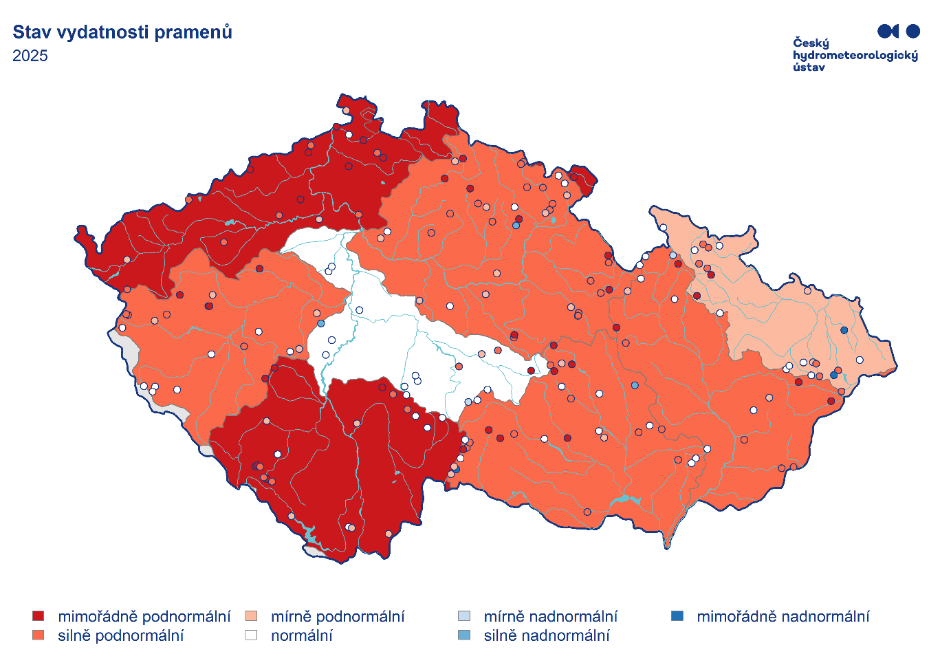 Stav vydatnosti pramenů
2025
Český
hydrometeorologický
ústav
mimořádně podnormální
mírně podnormální
mírně nadnormální
mimořádně nadnormální
silně podnormální
normální
silně nadnormální